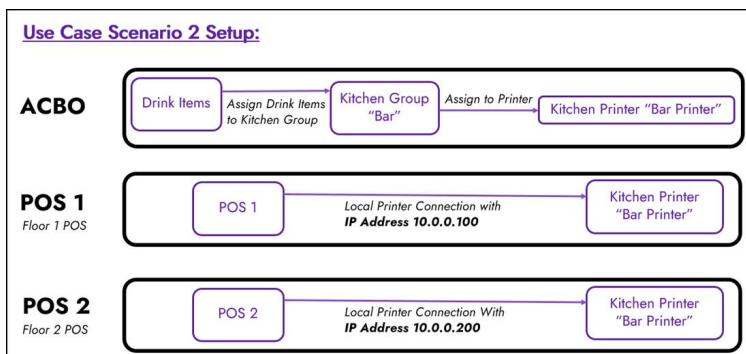 Use Case Scenario 2 Setup:
ACBO
Drink Items
Assign Drink Items
to Kitchen Group
Kitchen Group
"Bar"
Assign to Printer
Kitchen Printer "Bar Printer"
POS 1
Floor 1 POS
POS 1
Local Printer Connection with
IP Address 10.0.0.100
Kitchen Printer
"Bar Printer"
POS 2
Floor 2 POS
POS 2
Local Printer Connection With
IP Address 10.0.0.200
Kitchen Printer
"Bar Printer"